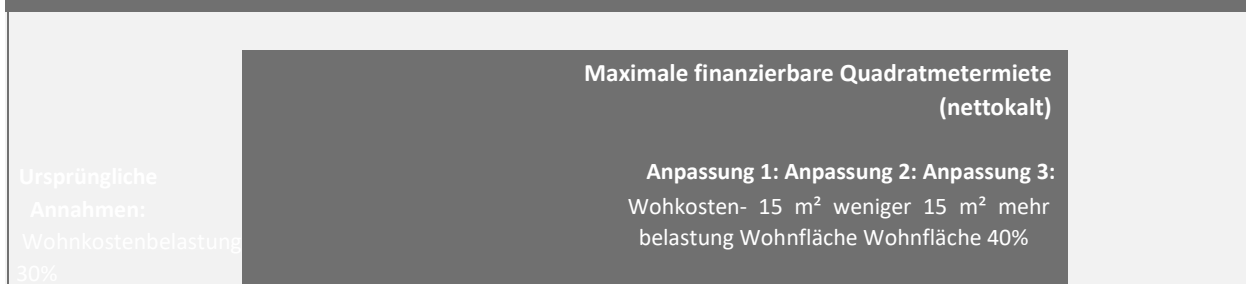 Maximale finanzierbare Quadratmetermiete
(nettokalt)
Ursprüngliche
Annahmen:
Wohnkostenbelastung
30%
Anpassung 1: Anpassung 2: Anpassung 3:
Wohkosten- 15 m² weniger 15 m² mehr
belastung Wohnfläche Wohnfläche 40%